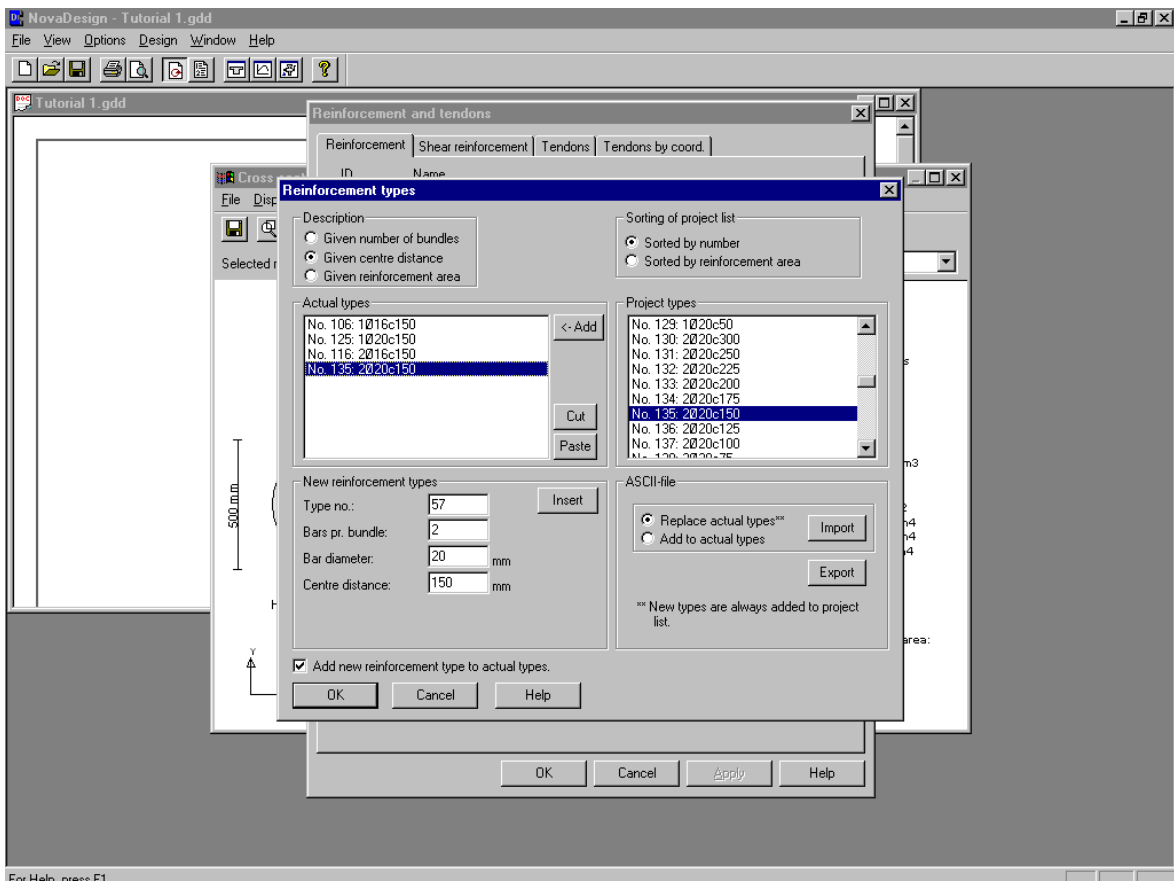 NovaDesign - Tutorial 1.gdd
File View Options Design Window Help
Tutorial 1.gdd
Reinforcement and tendons
Reinforcement Shear reinforcement Tendons Tendons by coord.
ID Name
Cross
File Disp
Selected r
Reinforcement types
Description
Given number of bundles
Given centre distance
Given reinforcement area
Sorting of project list
Sorted by number
Sorted by reinforcement area
Actual types
No. 106: 1Ø16c150
No. 125: 1Ø20c150
No. 116: 2Ø16c150
No. 135: 2Ø20c150
<- Add
Cut
Paste
Project types
No. 129: 1Ø20c50
No. 130: 2Ø20c300
No. 131: 2Ø20c250
No. 132: 2Ø20c225
No. 133: 2Ø20c200
No. 134: 2Ø20c175
No. 135: 2Ø20c150
No. 136: 2Ø20c125
No. 137: 2Ø20c100
New reinforcement types
Type no.: 57
Insert
Bars pr. bundle: 2
Bar diameter: 20 mm
Centre distance: 150 mm
ASCII-file
Replace actual types**
Add to actual types
Import
Export
** New types are always added to project
list.
Add new reinforcement type to actual types.
OK Cancel Help
500 mm
H
Y
s
m3
n4
area:
OK Cancel Apply Help
For Help, press F1